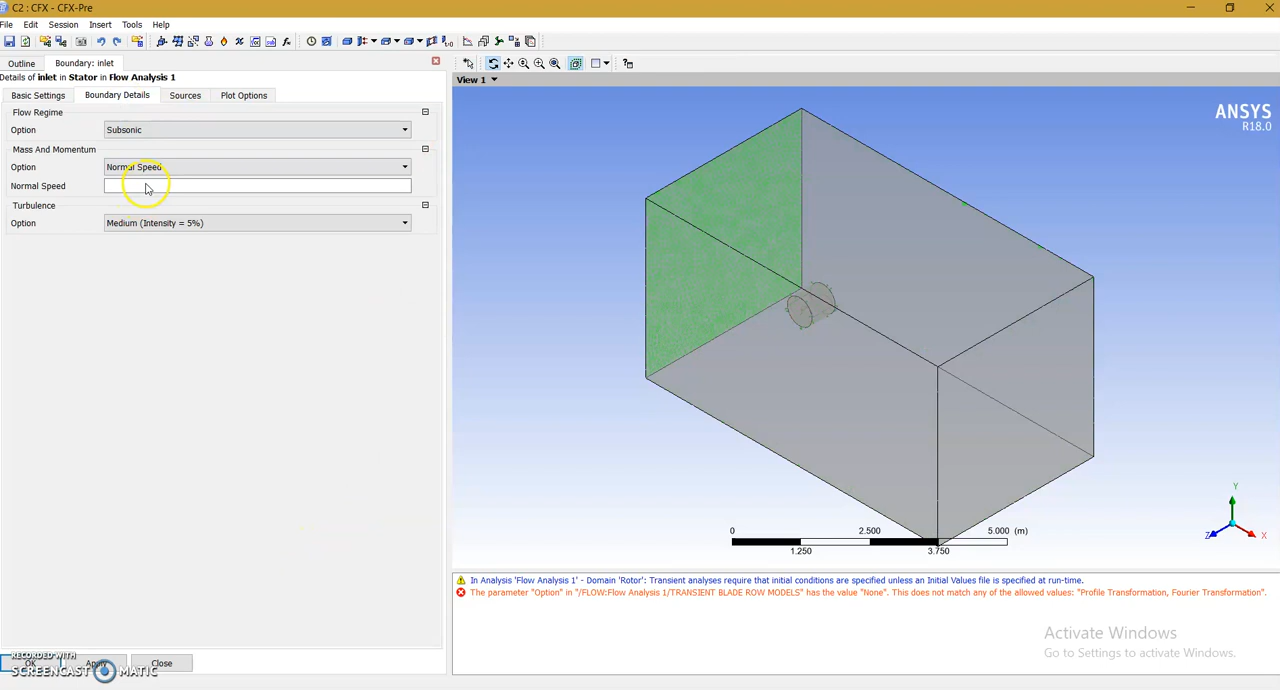 C2 : CFX - CFX-Pre
File Edit Session Insert Tools Help
Outline Boundary: inlet
Details of inlet in Stator in Flow Analysis 1
Basic Settings Boundary Details Sources Plot Options
Flow Regime
Option Subsonic
Mass And Momentum
Option Normal Speed
Normal Speed
Turbulence
Option Medium (Intensity = 5%)
OK Apply Close
RECORDED WITH
SCREENCAST MATIC
View 1
ANSYS
R18.0
0 2.500 5.000 (m)
1.250 3.750
Y
Z X
In Analysis 'Flow Analysis 1' - Domain 'Rotor': Transient analyses require that initial conditions are specified unless an Initial Values file is specified at run-time.
The parameter "Option" in "/FLOW:Flow Analysis 1/TRANSIENT BLADE ROW MODELS" has the value "None". This does not match any of the allowed values: "Profile Transformation, Fourier Transformation".
Activate Windows
Go to Settings to activate Windows.